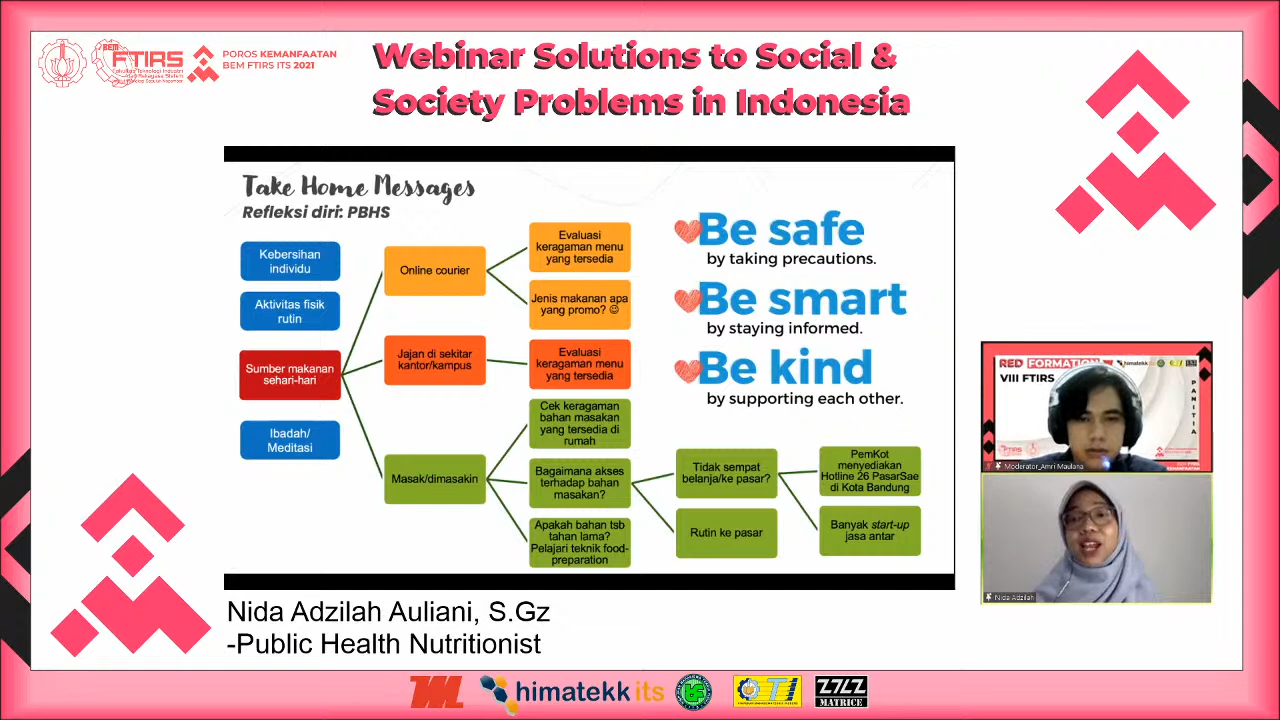 BEM
FTIRS
POROS KEMANFAATAN
BEM FTIRS ITS 2021
Webinar Solutions to Social &
Society Problems in Indonesia
Take Home Messages
Refleksi diri: PBHS
Kebersihan
individu
Aktivitas fisik
rutin
Sumber makanan
sehari-hari
Ibadah/
Meditasi
Online courier
Jajan di sekitar
kantor/kampus
Masak/dimasakin
Evaluasi
keragaman menu
yang tersedia
Jenis makanan apa
yang promo? ☺
Evaluasi
keragaman menu
yang tersedia
Cek keragaman
bahan masakan
yang tersedia di
rumah
Bagaimana akses
terhadap bahan
masakan?
Apakah bahan tsb
tahan lama?
Pelajari teknik food-
preparation
Tidak sempat
belanja/ke pasar?
Rutin ke pasar
PemKot
menyediakan
Hotline 26 PasarSae
di Kota Bandung
Banyak start-up
jasa antar
Be safe
by taking precautions.
Be smart
by staying informed.
Be kind
by supporting each other.
RED FORMATION
VIII FTIRS
himatekk
PANITIA
Moderator_Amri Maulana
Nida Adzilah
Nida Adzilah Auliani, S.Gz
-Public Health Nutritionist
himatekk its
MATRICE